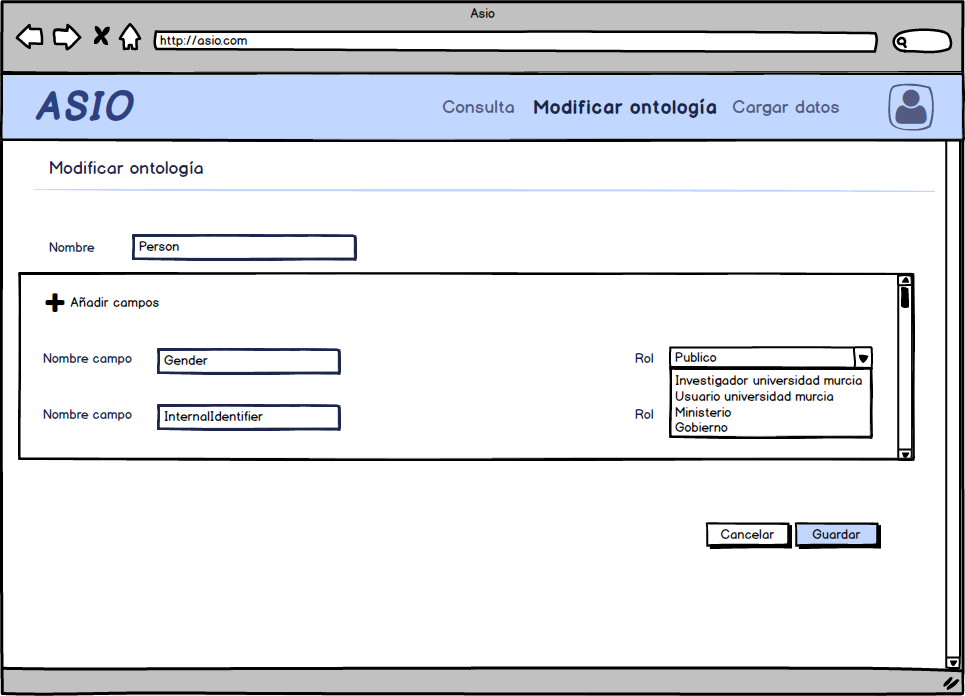 Asio
http://asio.com
ASIO
Consulta Modificar ontología Cargar datos
Modificar ontología
Nombre Person
Añadir campos
Nombre campo Gender Rol Publico
Investigador universidad murcia
Usuario universidad murcia
Ministerio
Gobierno
Nombre campo InternalIdentifier Rol
Cancelar Guardar